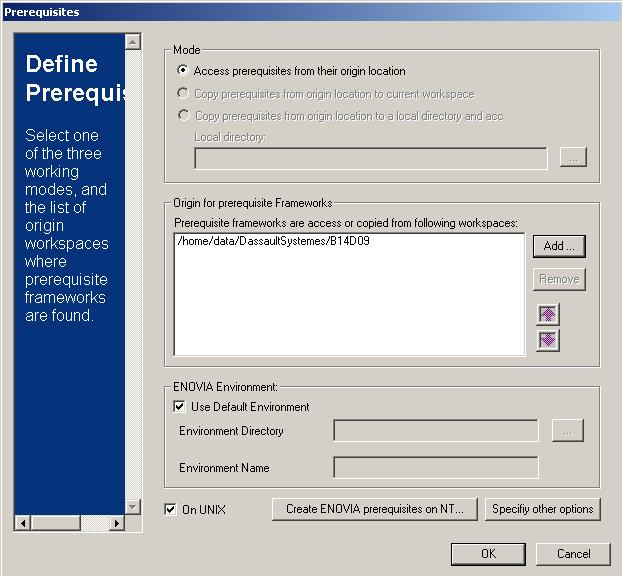 Prerequisites
Define
Prerequis
Select one
of the three
working
modes, and
the list of
origin
workspaces
where
prerequisite
frameworks
are found.
Mode
Access prerequisites from their origin location
Copy prerequisites from origin location to current workspace
Copy prerequisites from origin location to a local directory and acc
Local directory:
...
Origin for prerequisite Frameworks
Prerequisite frameworks are access or copied from following workspaces:
/home/data/DassaultSystemes/B14D09
Add ...
Remove
ENOVIA Environment:
Use Default Environment
Environment Directory
...
Environment Name
On UNIX
Create ENOVIA prerequisites on NT...
Specifiy other options
OK
Cancel